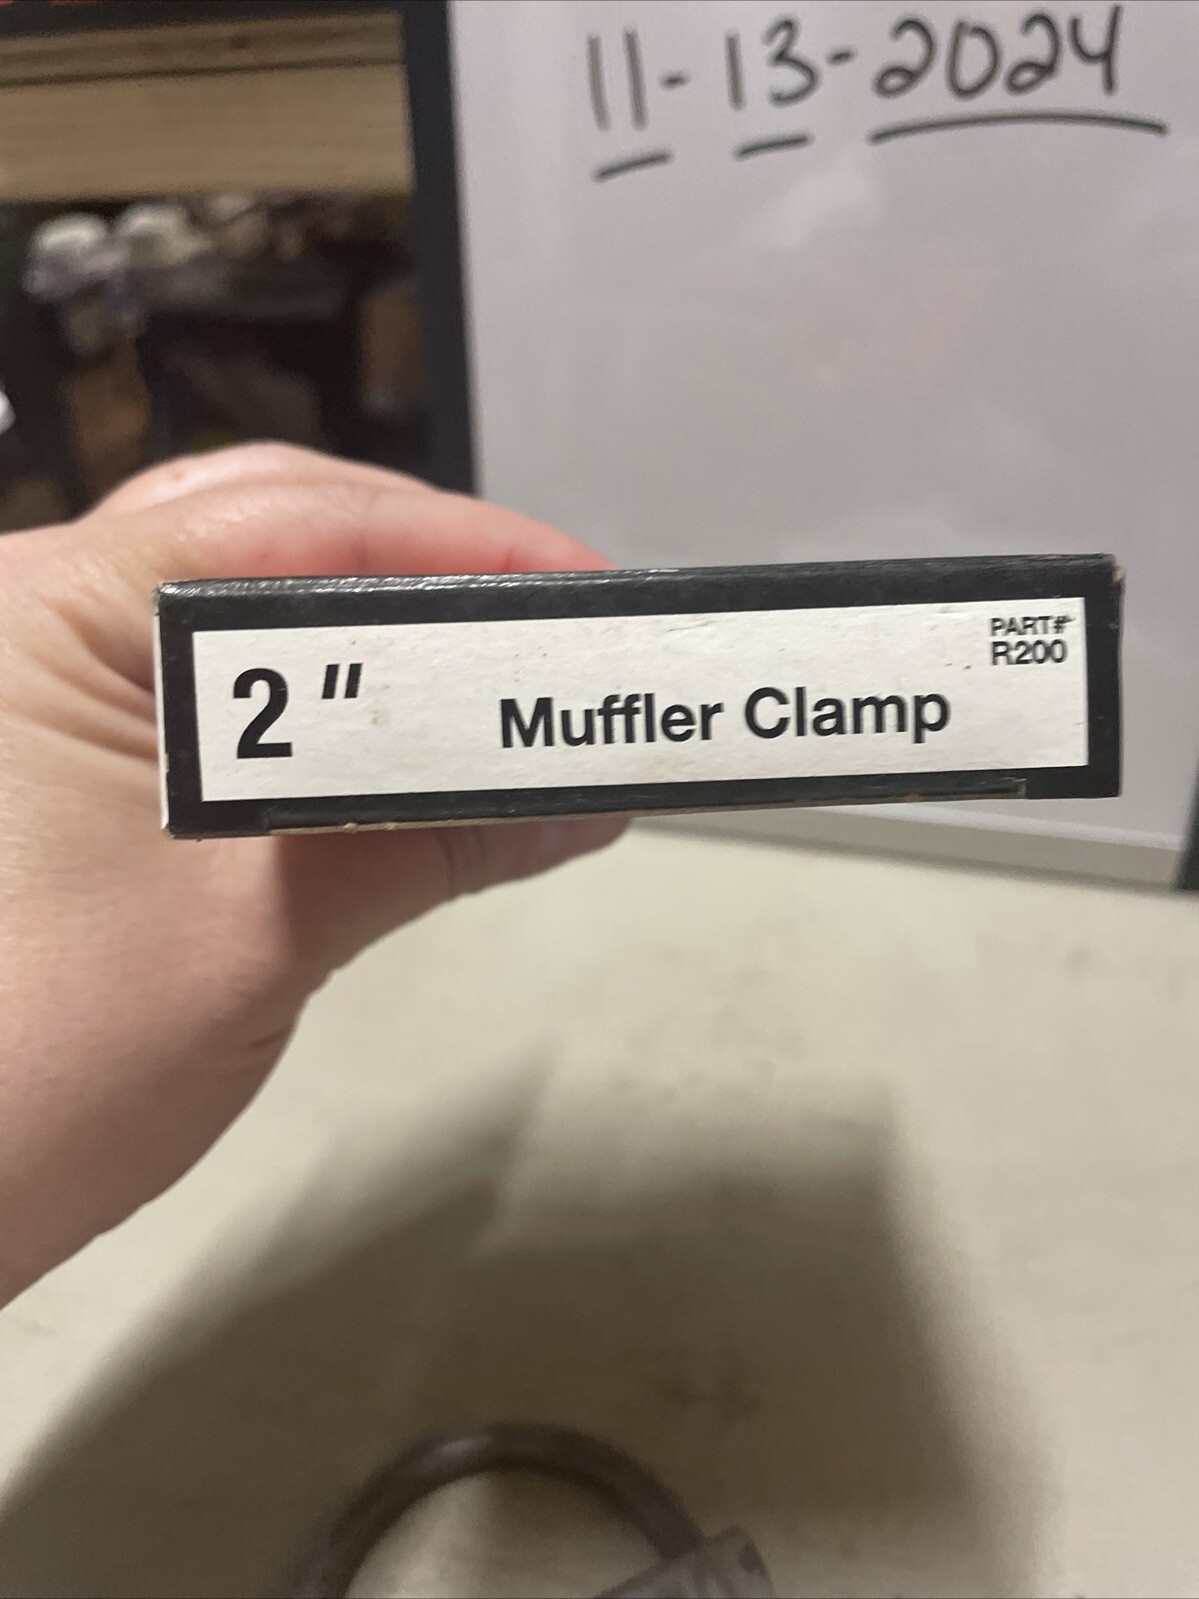 11-13-2024
PART#
R200
2" Muffler Clamp